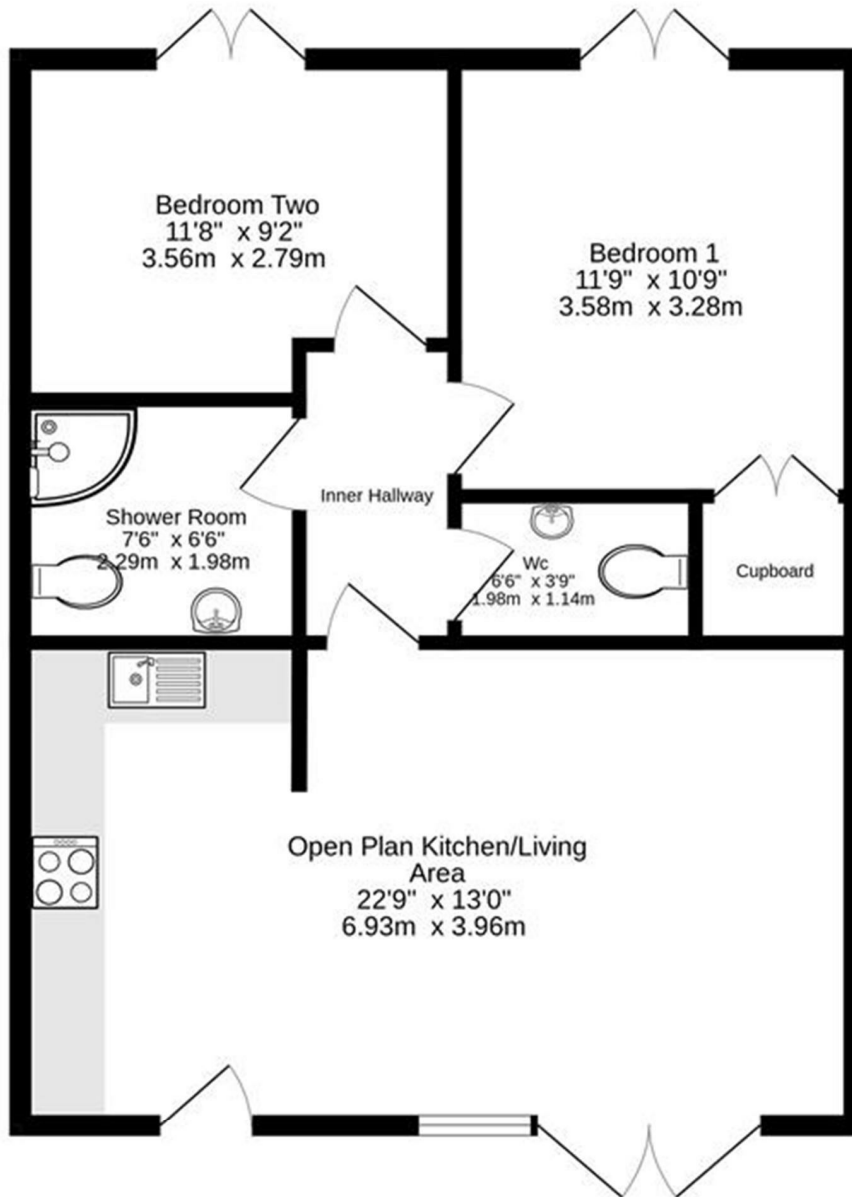 Bedroom Two
11'8" x 9'2"
3.56m x 2.79m
Bedroom 1
11'9" x 10'9"
3.58m x 3.28m
Inner Hallway
Shower Room
7'6" x 6'6"
2.29m x 1.98m
Wc
6'6" x 3'9"
1.98m x 1.14m
Cupboard
Open Plan Kitchen/Living
Area
22'9" x 13'0"
6.93m x 3.96m